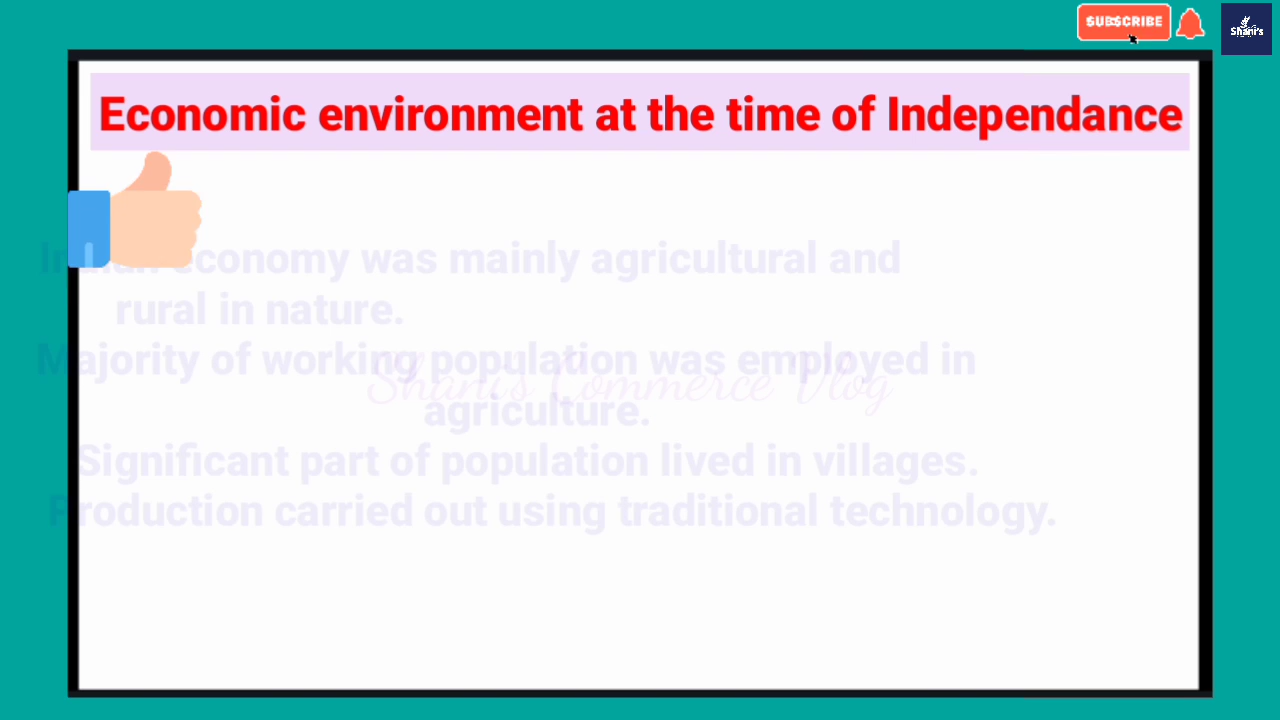 SUBSCRIBE
Shani's
Economic environment at the time of Independance
Indian economy was mainly agricultural and
rural in nature.
Majority of working population was employed in
Shani's Commerce Vlog
agriculture.
Significant part of population lived in villages.
Production carried out using traditional technology.